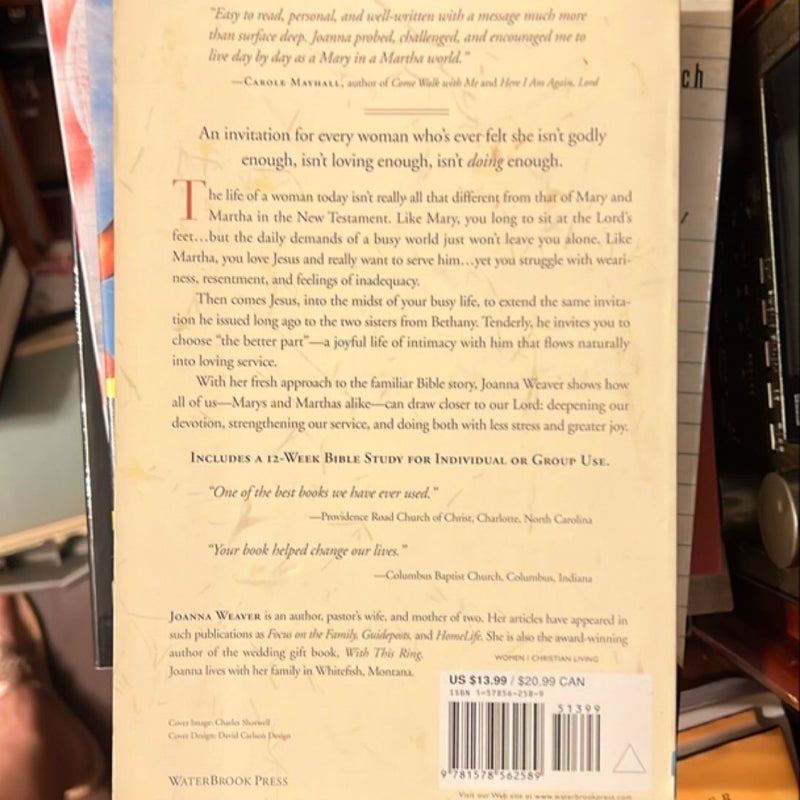 "Easy to read, personal, and well-written with a message much more
than surface deep. Joanna probed, challenged, and encouraged me to
live day by day as a Mary in a Martha world."
—Carole Mayhall, author of Come Walk with Me and Here I Am Again, Lord
An invitation for every woman who's ever felt she isn't godly
enough, isn't loving enough, isn't doing enough.
The life of a woman today isn't really all that different from that of Mary and
Martha in the New Testament. Like Mary, you long to sit at the Lord's
feet…but the daily demands of a busy world just won't leave you alone. Like
Martha, you love Jesus and really want to serve him…yet you struggle with weari-
ness, resentment, and feelings of inadequacy.
Then comes Jesus, into the midst of your busy life, to extend the same invita-
tion he issued long ago to the two sisters from Bethany. Tenderly, he invites you to
choose "the better part"—a joyful life of intimacy with him that flows naturally
into loving service.
With her fresh approach to the familiar Bible story, Joanna Weaver shows how
all of us—Marys and Marthas alike—can draw closer to our Lord: deepening our
devotion, strengthening our service, and doing both with less stress and greater joy.
Includes a 12-Week Bible Study for Individual or Group Use.
"One of the best books we have ever used."
—Providence Road Church of Christ, Charlotte, North Carolina
"Your book helped change our lives."
—Columbus Baptist Church, Columbus, Indiana
Joanna Weaver is an author, pastor's wife, and mother of two. Her articles have appeared in
such publications as Focus on the Family, Guideposts, and HomeLife. She is also the award-winning
author of the wedding gift book, With This Ring.
Joanna lives with her family in Whitefish, Montana.
WOMEN / CHRISTIAN LIVING
US $13.99 / $20.99 CAN
ISBN 1-57856-258-9
51399
9 781578 562589
Cover Image: Charles
Cover Design: David Carlson Design
WaterBrook Press
Visit our Web site at www.waterbrookpress.com
ch